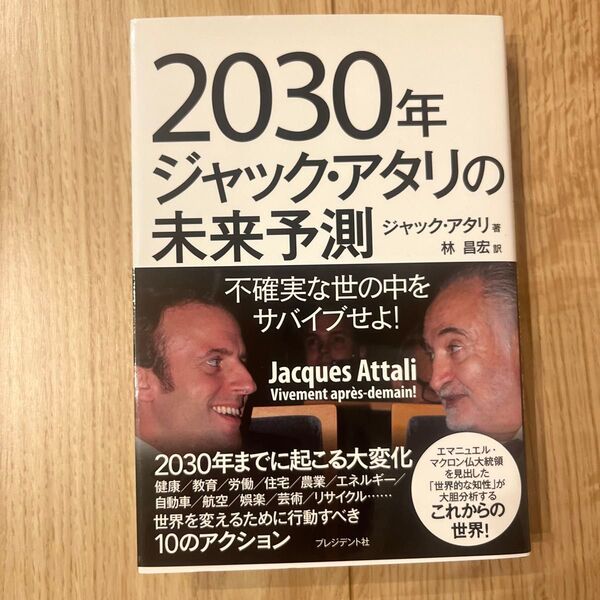 2030年
ジャック・アタリの
未来予測
ジャック・アタリ 著
林 昌宏 訳
不確実な世の中を
サバイブせよ!
Jacques Attali
Vivement après-demain!
2030年までに起こる大変化
健康/教育/労働/住宅/農業/エネルギー/
自動車/航空/娯楽/芸術/リサイクル……
世界を変えるために行動すべき
10のアクション
プレジデント社
エマニュエル・
マクロン仏大統領
を見出した
「世界的な知性」が
大胆分析する
これからの
世界!